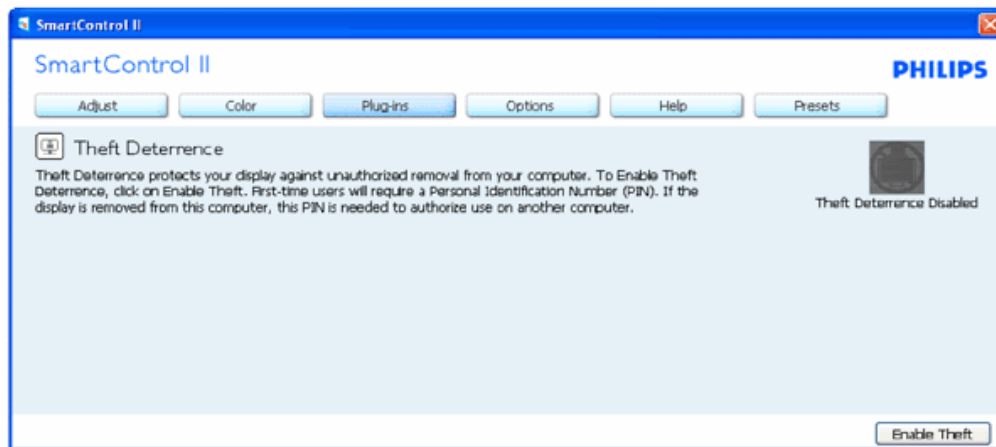 SmartControl II
SmartControl II
PHILIPS
Adjust Color Plug-ins Options Help Presets
Theft Deterrence
Theft Deterrence protects your display against unauthorized removal from your computer. To Enable Theft
Deterrence, click on Enable Theft. First-time users will require a Personal Identification Number (PIN). If the
display is removed from this computer, this PIN is needed to authorize use on another computer.
Theft Deterrence Disabled
Enable Theft